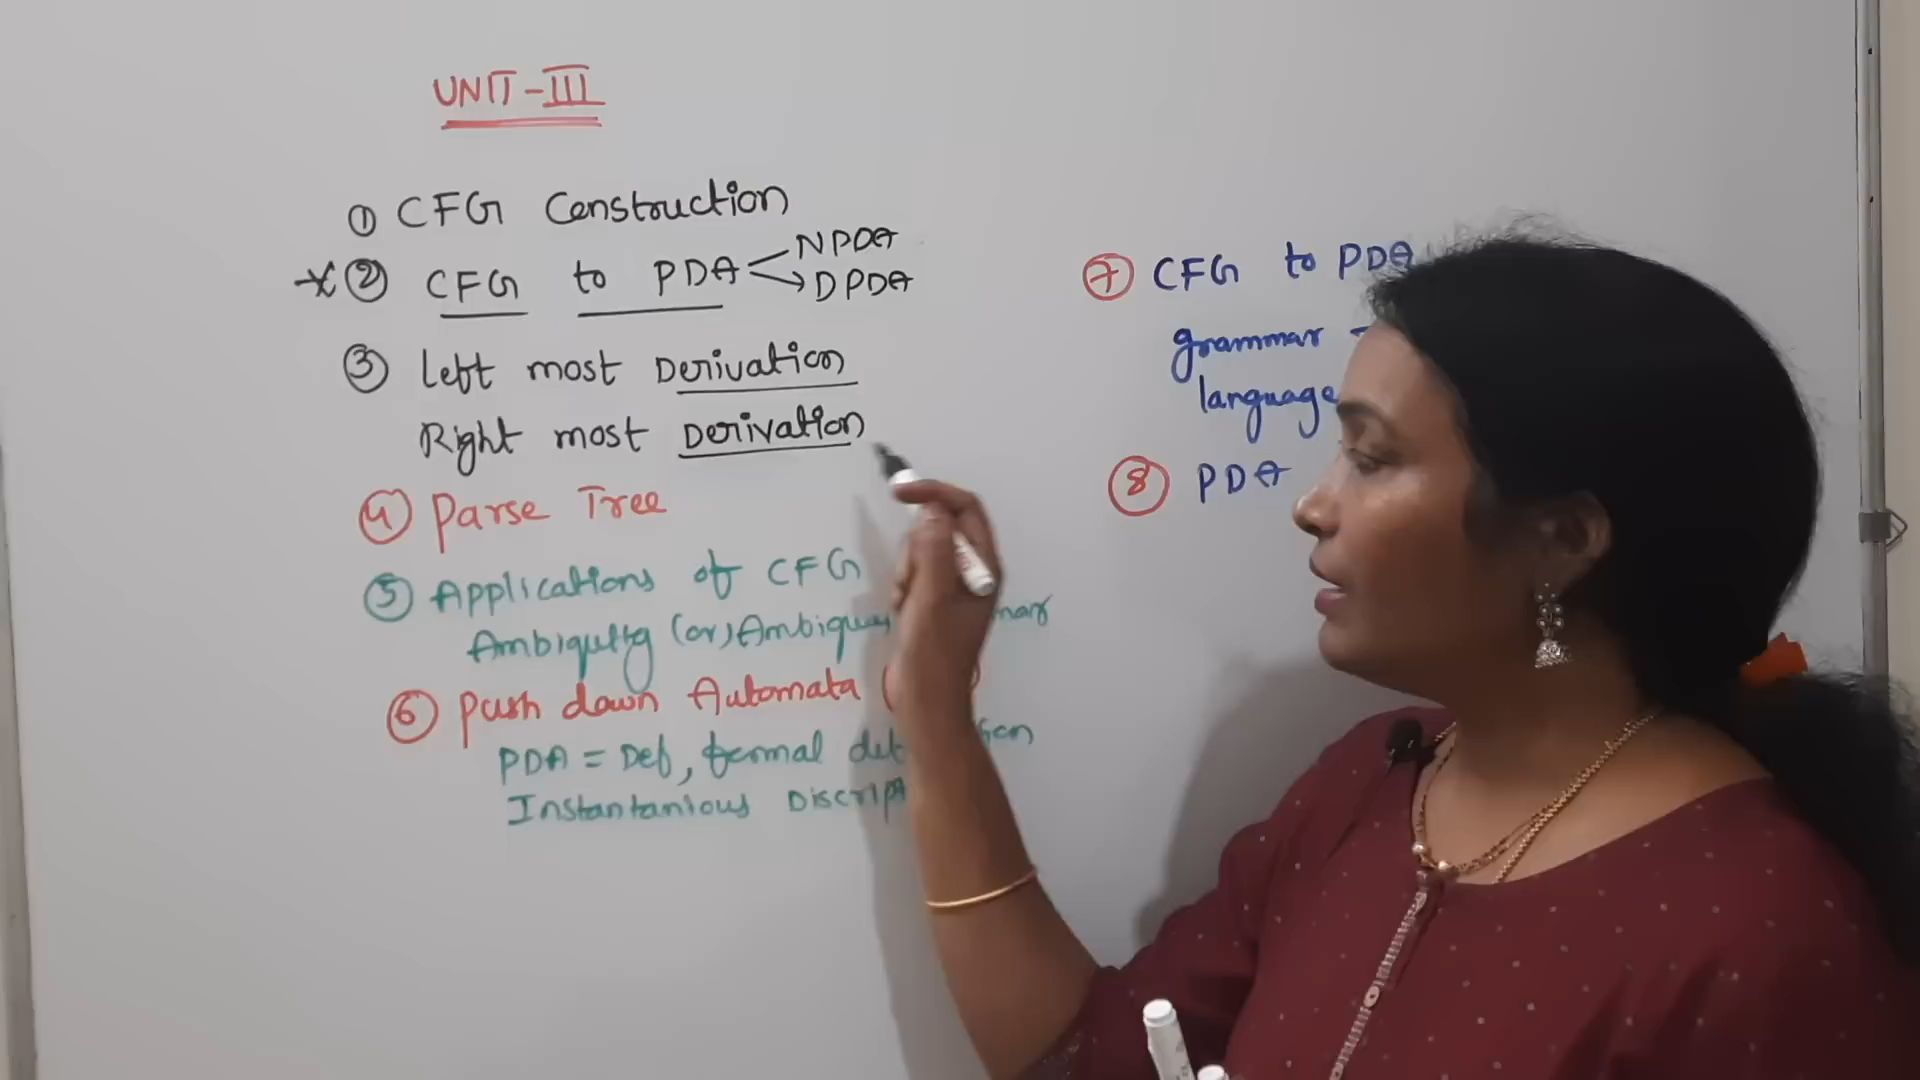 UNIT-III
① CFG Construction
② CFG to PDA NPDA
DPDA
③ Left most Derivation
Right most Derivation
④ Parse Tree
⑤ Applications of CFG
Ambiguity (or) Ambiguous
⑥ Push down Automata (
PDA = Def, formal
Instantanious Discript
⑦ CFG to PDA
grammar -
language
⑧ PDA